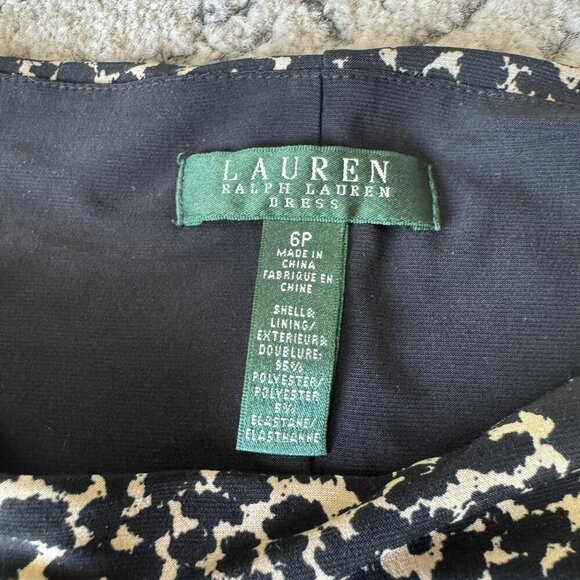 LAUREN
RALPH LAUREN
DRESS
6P
MADE IN
CHINA
FABRIQUE EN
CHINE
SHELL&
LINING/
EXTERIEUR&
DOUBLURE:
95%
POLYESTER/
POLYESTER
5%
ELASTANE/
ELASTHANNE